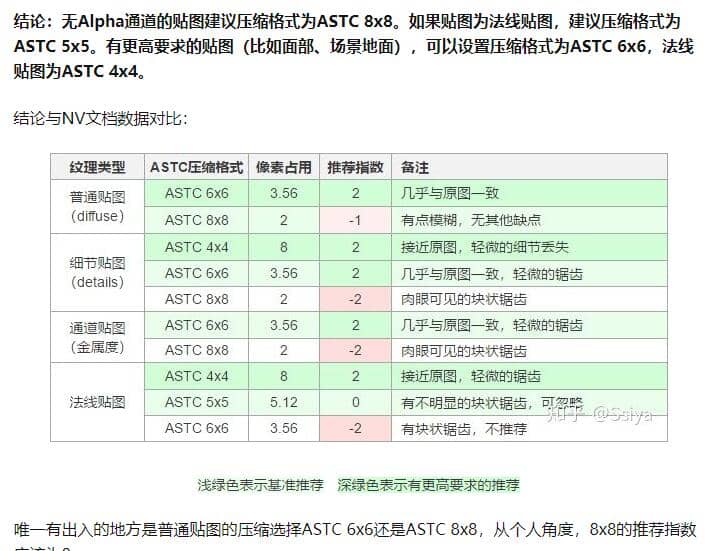 结论：无Alpha通道的贴图建议压缩格式为ASTC 8x8。如果贴图为法线贴图，建议压缩格式为
ASTC 5x5。有更高要求的贴图（比如面部、场景地面），可以设置压缩格式为ASTC 6x6，法线
贴图为ASTC 4x4。
结论与NV文档数据对比：
纹理类型 ASTC压缩格式 像素占用 推荐指数 备注
普通贴图
（diffuse）
ASTC 6x6 3.56 2 几乎与原图一致
ASTC 8x8 2 -1 有点模糊，无其他缺点
细节贴图
（details）
ASTC 4x4 8 2 接近原图，轻微的细节丢失
ASTC 6x6 3.56 2 几乎与原图一致，轻微的锯齿
ASTC 8x8 2 -2 肉眼可见的块状锯齿
通道贴图
（金属度）
ASTC 6x6 3.56 2 几乎与原图一致，轻微的锯齿
ASTC 8x8 2 -2 肉眼可见的块状锯齿
法线贴图
ASTC 4x4 8 2 接近原图，轻微的锯齿
ASTC 5x5 5.12 0 有不明显的块状锯齿，可忽略
ASTC 6x6 3.56 -2 有块状锯齿，不推荐
知乎 @Ssiya
浅绿色表示基准推荐 深绿色表示有更高要求的推荐
唯一有出入的地方是普通贴图的压缩选择ASTC 6x6还是ASTC 8x8，从个人角度，8x8的推荐指数